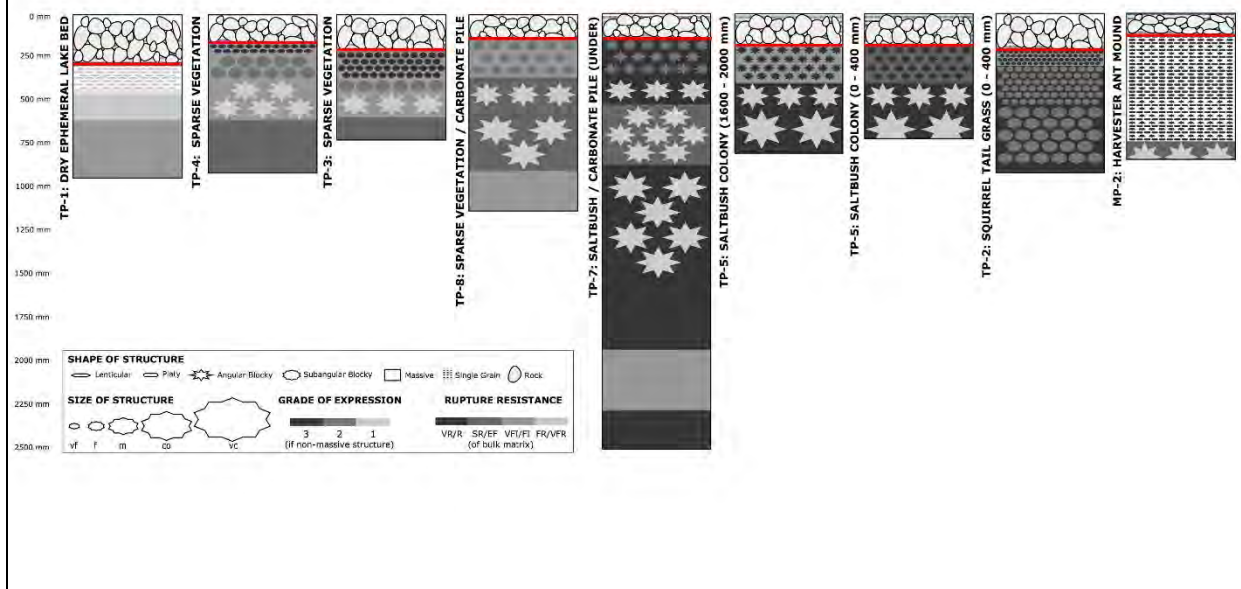 0 mm
250 mm
500 mm
750 mm
1000 mm
1250 mm
1500 mm
1750 mm
2000 mm
2250 mm
2500 mm
TP-1: DRY EPHEMERAL LAKE BED
TP-4: SPARSE VEGETATION
TP-3: SPARSE VEGETATION
TP-8: SPARSE VEGETATION / CARBONATE PILE
TP-7: SALTBUSH / CARBONATE PILE (UNDER)
TP-5: SALTBUSH COLONY (1600 - 2000 mm)
TP-5: SALTBUSH COLONY (0 - 400 mm)
TP-2: SQUIRREL TAIL GRASS (0 - 400 mm)
MP-2: HARVESTER ANT MOUND
SHAPE OF STRUCTURE
Lenticular Platy Angular Blocky Subangular Blocky Massive Single Grain Rock
SIZE OF STRUCTURE GRADE OF EXPRESSION RUPTURE RESISTANCE
vf f m co vc
3 2 1 VR/R SR/EF VFI/FI FR/VFR
(if non-massive structure) (of bulk matrix)